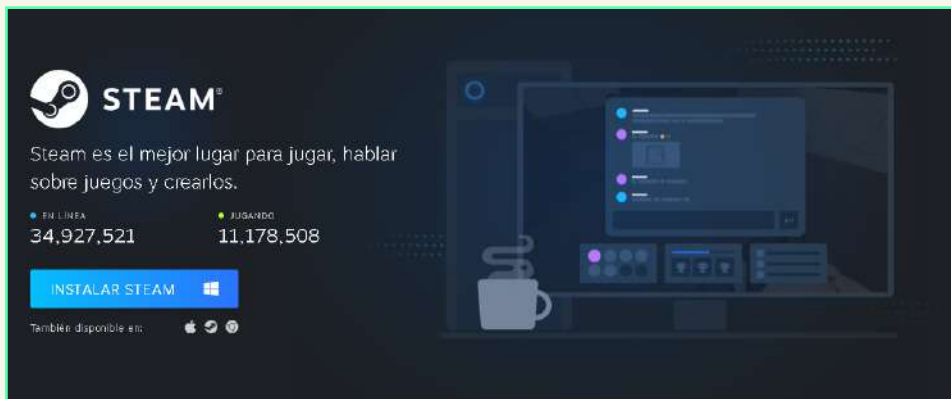 STEAM®
Steam es el mejor lugar para jugar, hablar
sobre juegos y crearlos.
EN LÍNEA
34,927,521
JUGANDO
11,178,508
INSTALAR STEAM
También disponible en: